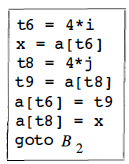 t6 = 4*i
x = a[t6]
t8 = 4*j
t9 = a[t8]
a[t6] = t9
a[t8] = x
goto B2